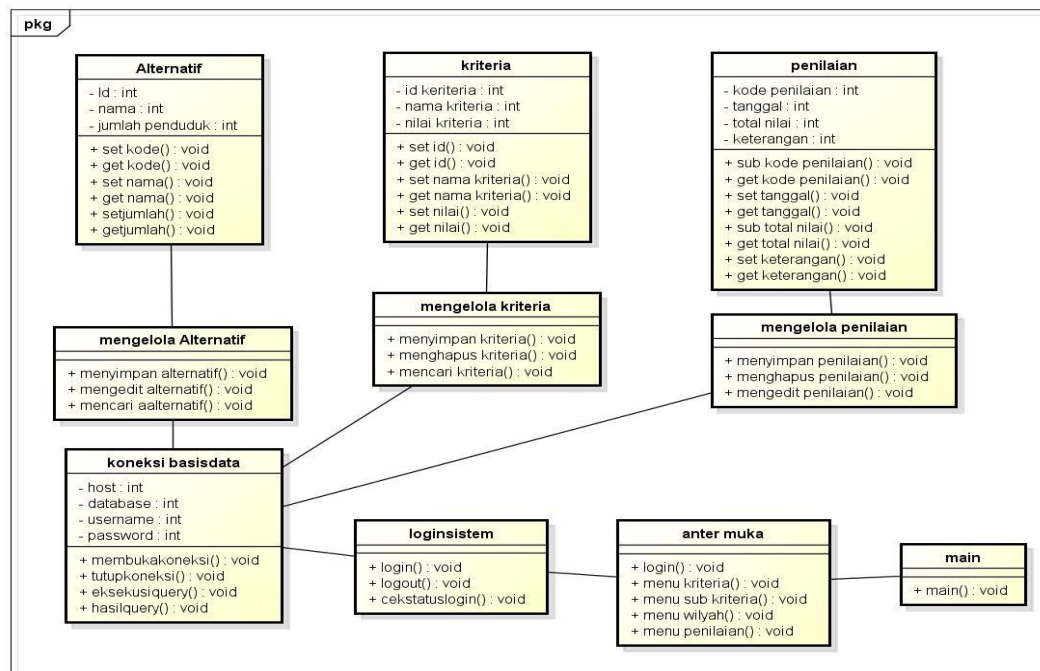 pkg
Alternatif
- Id : int
- nama : int
- jumlah penduduk : int
+ set kode() : void
+ get kode() : void
+ set nama() : void
+ get nama() : void
+ setjumlah() : void
+ getjumlah() : void
kriteria
- id keriteria : int
- nama kriteria : int
- nilai kriteria : int
+ set id() : void
+ get id() : void
+ set nama kriteria() : void
+ get nama kriteria() : void
+ set nilai() : void
+ get nilai() : void
penilaian
- kode penilaian : int
- tanggal : int
- total nilai : int
- keterangan : int
+ sub kode penilaian() : void
+ get kode penilaian() : void
+ set tanggal() : void
+ get tanggal() : void
+ sub total nilai() : void
+ get total nilai() : void
+ set keterangan() : void
+ get keterangan() : void
mengelola Alternatif
+ menyimpan alternatif() : void
+ mengedit alternatif() : void
+ mencari aalternatif() : void
mengelola kriteria
+ menyimpan kriteria() : void
+ menghapus kriteria() : void
+ mencari kriteria() : void
mengelola penilaian
+ menyimpan penilaian() : void
+ menghapus penilaian() : void
+ mengedit penilaian() : void
koneksi basisdata
- host : int
- database : int
- username : int
- password : int
+ membukakoneksi() : void
+ tutupkoneksi() : void
+ eksekusiquery() : void
+ hasilquery() : void
loginsistem
+ login() : void
+ logout() : void
+ cekstatuslogin() : void
anter muka
+ login() : void
+ menu kriteria() : void
+ menu sub kriteria() : void
+ menu wilyah() : void
+ menu penilaian() : void
main
+ main() : void